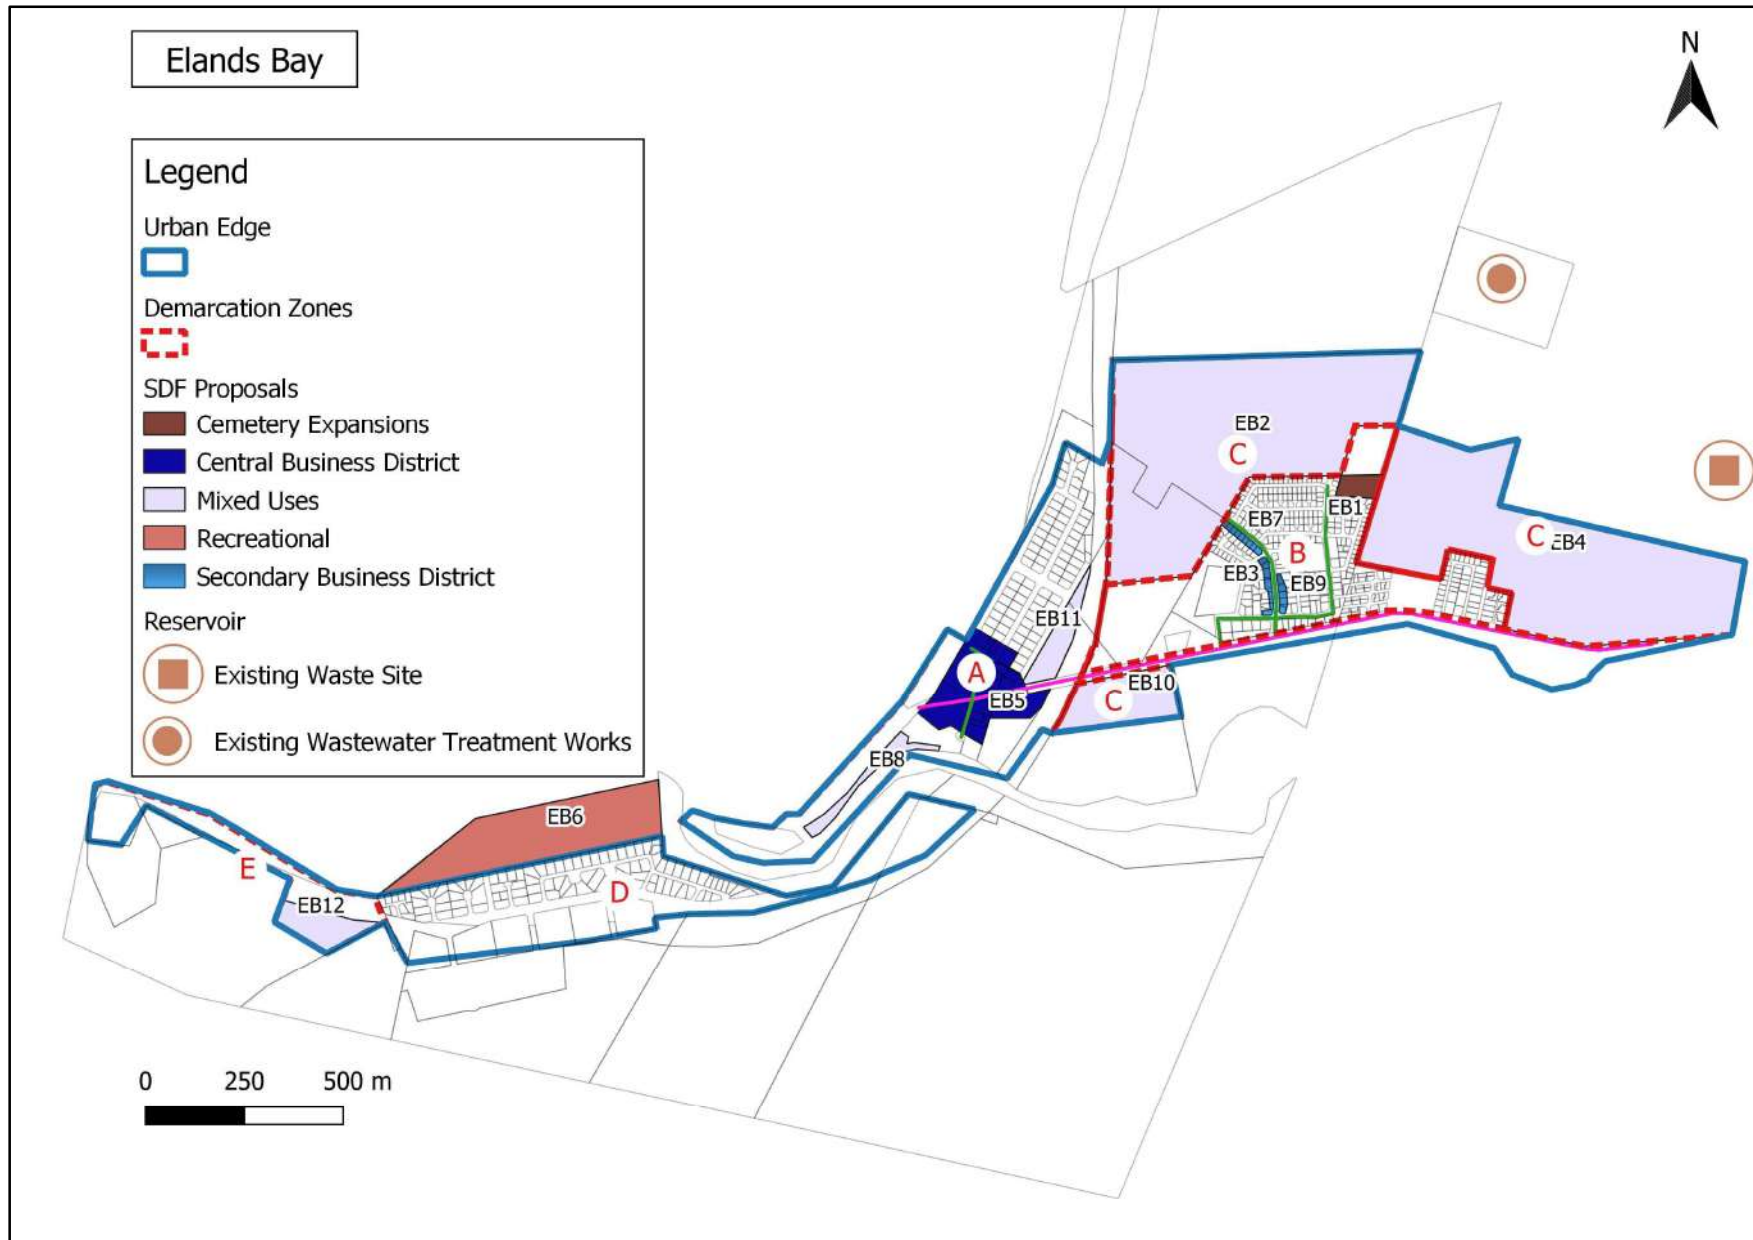 Elands Bay
N
Legend
Urban Edge
Demarcation Zones
SDF Proposals
Cemetery Expansions
Central Business District
Mixed Uses
Recreational
Secondary Business District
Reservoir
Existing Waste Site
Existing Wastewater Treatment Works
EB2
C
EB1
EB7
B
C
EB4
EB3
EB9
EB11
A
EB5
EB10
C
EB8
EB6
E
D
EB12
0 250 500 m